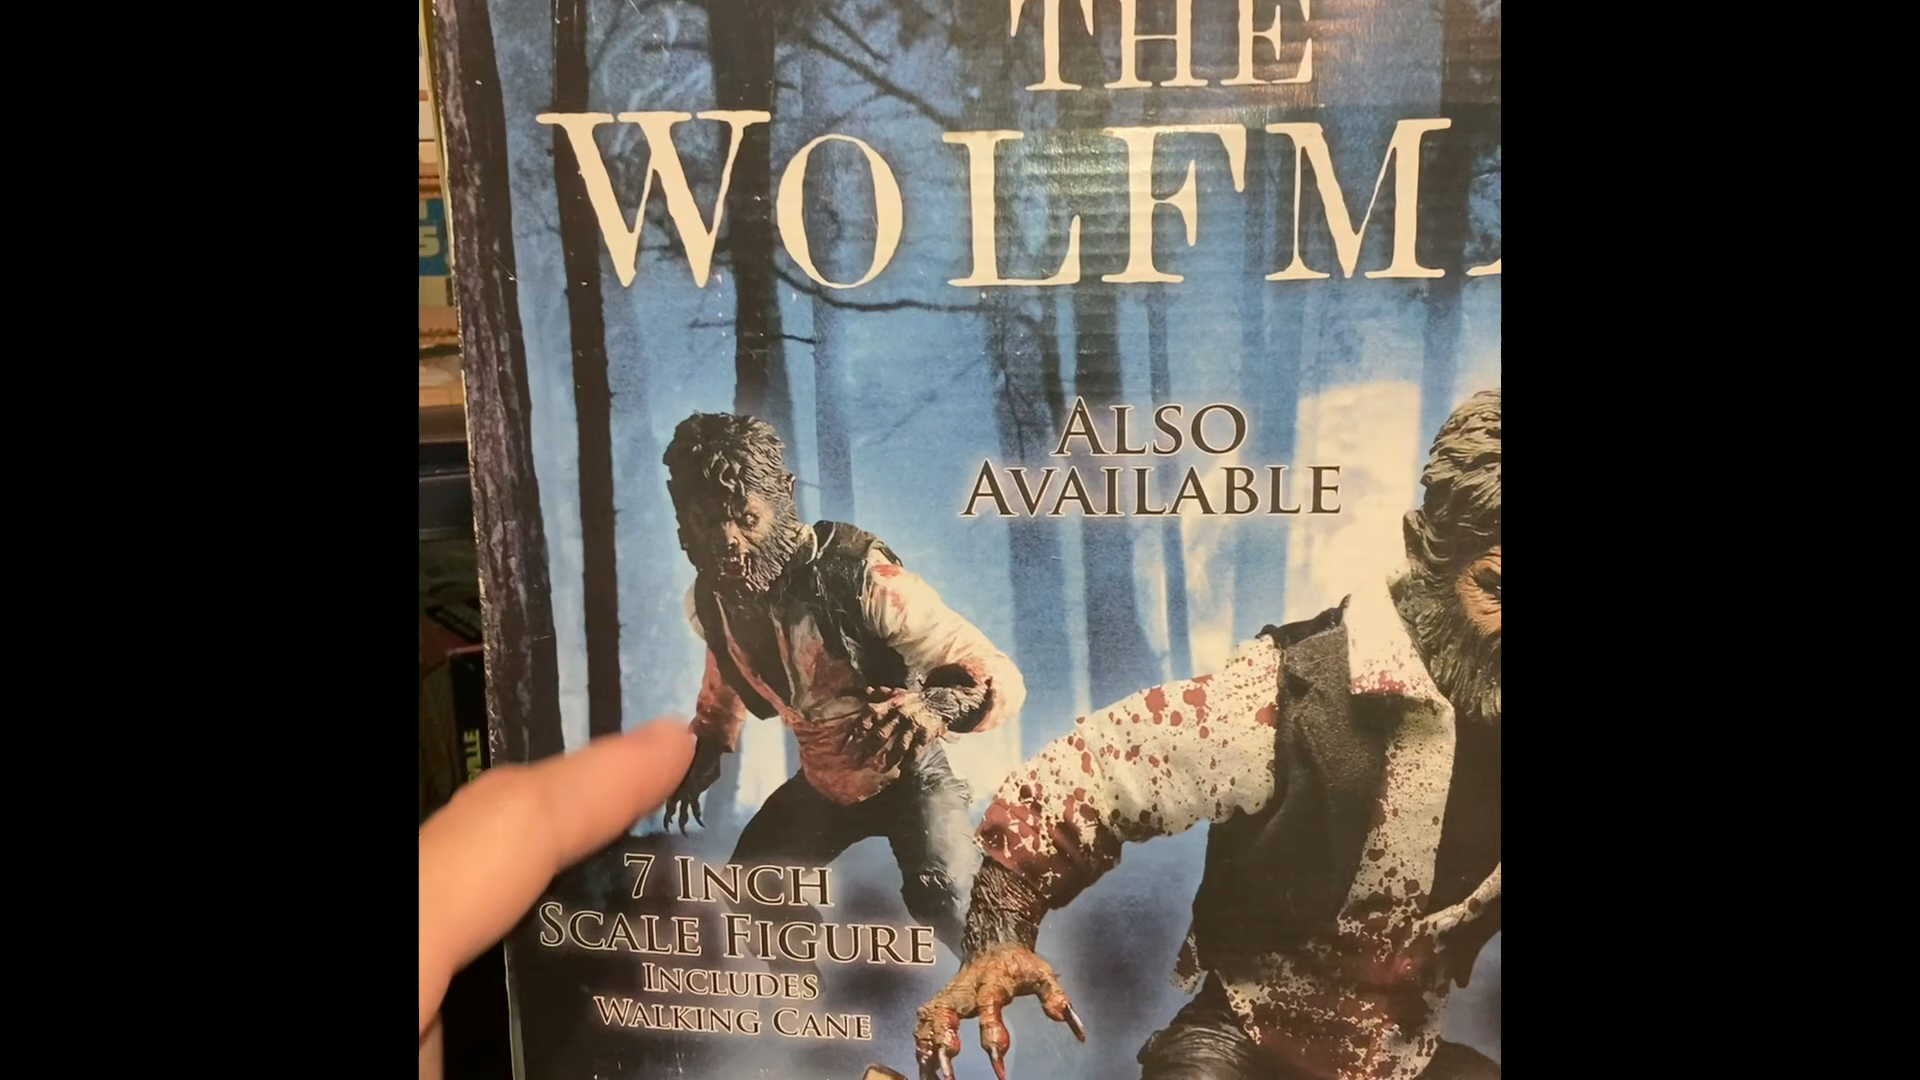 THE
WOLFM
ALSO
AVAILABLE
7 INCH
SCALE FIGURE
INCLUDES
WALKING CANE